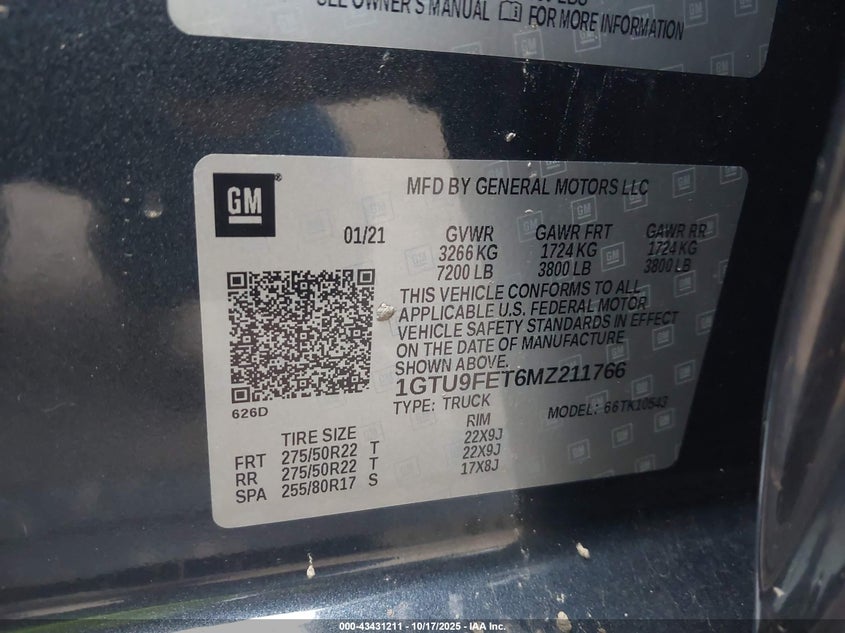 SEE OWNER'S MANUAL FOR MORE INFORMATION
GM
MFD BY GENERAL MOTORS LLC
01/21 GVWR GAWR FRT GAWR RR
3266 KG 1724 KG 1724 KG
7200 LB 3800 LB 3800 LB
THIS VEHICLE CONFORMS TO ALL
APPLICABLE U.S. FEDERAL MOTOR
VEHICLE SAFETY STANDARDS IN EFFECT
ON THE DATE OF MANUFACTURE
SHOWN ABOVE.
1GTU9FET6MZ211766
TYPE: TRUCK MODEL: 66TK10543
626D
TIRE SIZE RIM
FRT 275/50R22 T 22X9J
RR 275/50R22 T 22X9J
SPA 255/80R17 S 17X8J
000-43431211 - 10/17/2025 - IAA Inc.